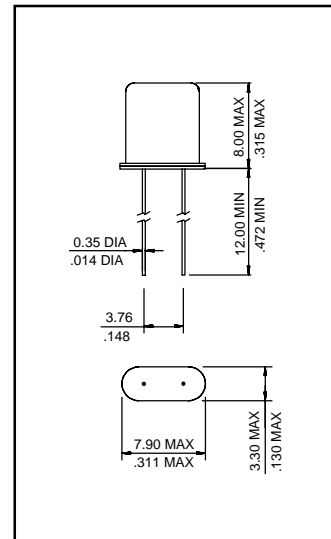 8.00 MAX
.315 MAX
12.00 MIN
.472 MIN
0.35 DIA
.014 DIA
3.76
.148
7.90 MAX
.311 MAX
3.30 MAX
.130 MAX